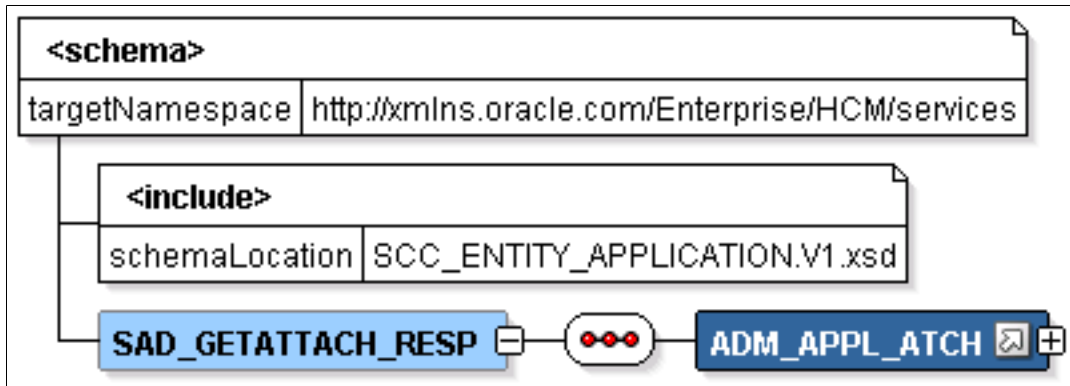 <schema>
targetNamespace http://xmlns.oracle.com/Enterprise/HCM/services
<include>
schemaLocation SCC_ENTITY_APPLICATION.V1.xsd
SAD_GETATTACH_RESP ADM_APPL_ATCH